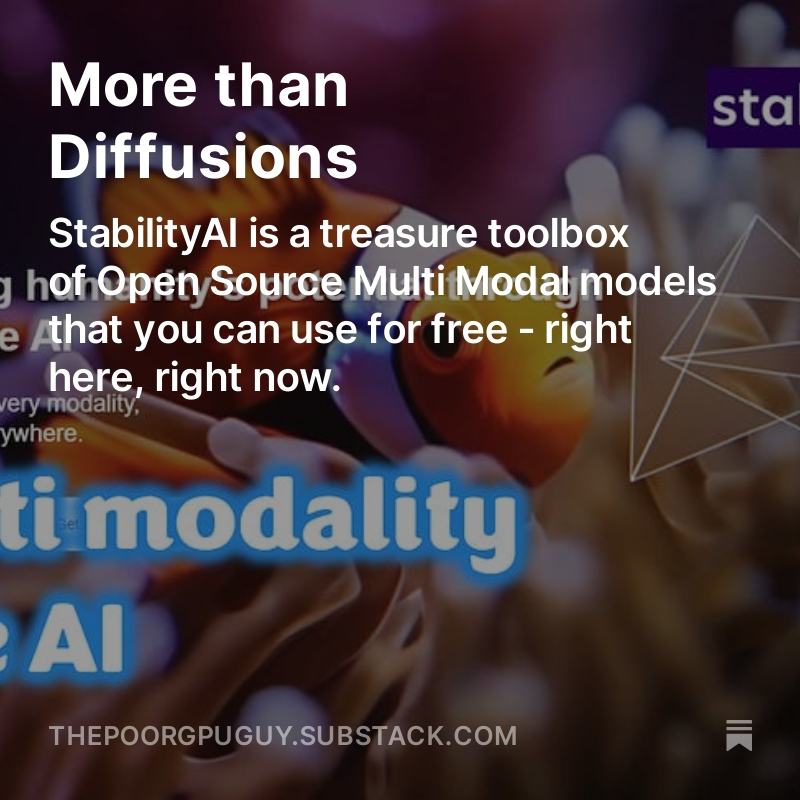 More than
Diffusions
stab
StabilityAI is a treasure toolbox
of Open Source Multi Modal models
g humanity's potential through
that you can use for free - right
e AI
here, right now.
very modality,
ywhere.
ti modality
e AI
THEPOORGPUGUY.SUBSTACK.COM